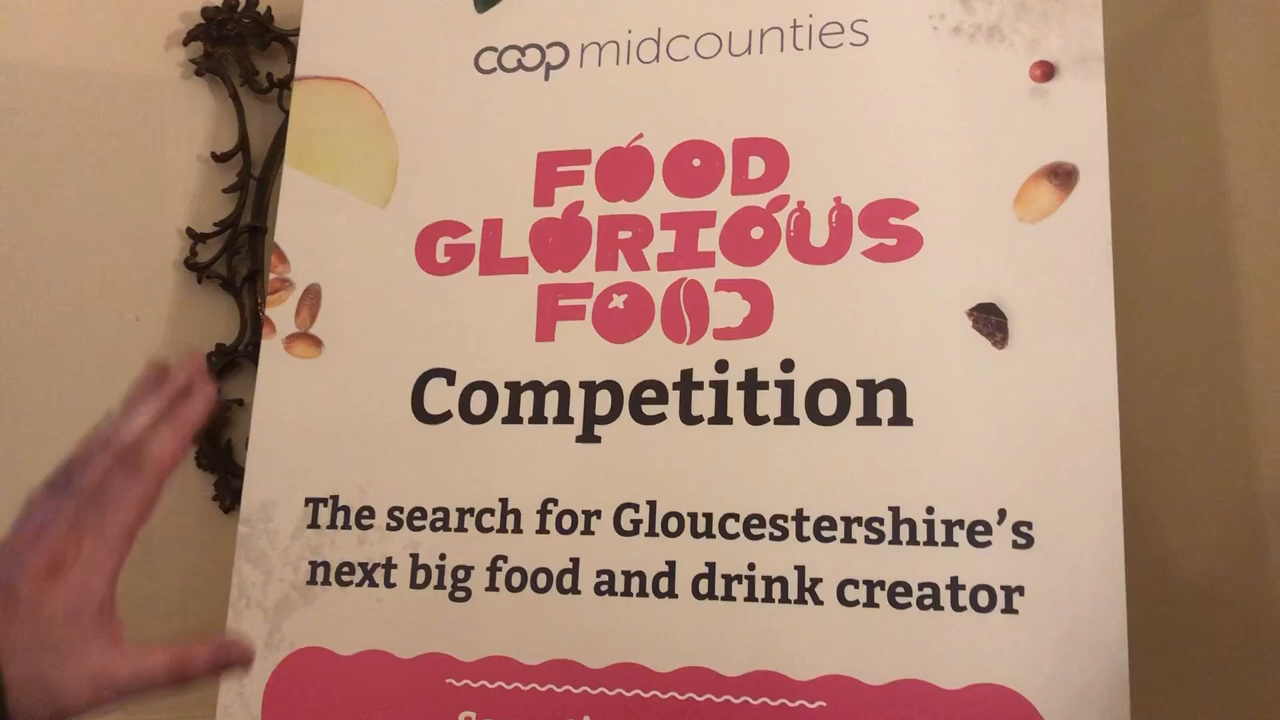 coop midcounties
FOOD
GLORIOUS
FOOD
Competition
The search for Gloucestershire's
next big food and drink creator